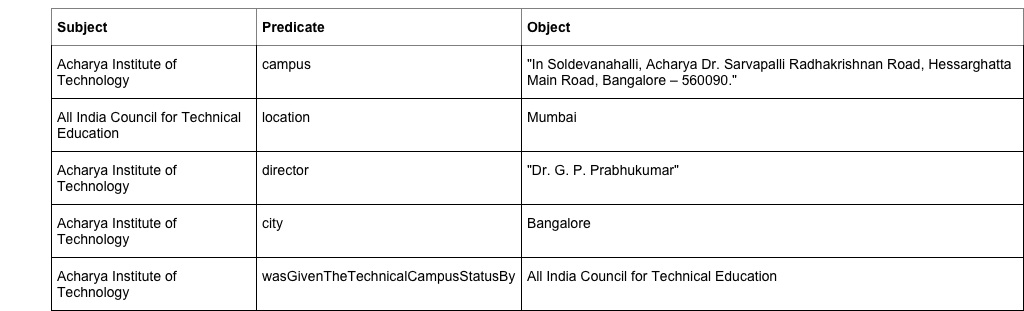 Subject Predicate Object
Acharya Institute of Technology campus "In Soldevanahalli, Acharya Dr. Sarvapalli Radhakrishnan Road, Hessarghatta Main Road, Bangalore – 560090."
All India Council for Technical Education location Mumbai
Acharya Institute of Technology director "Dr. G. P. Prabhukumar"
Acharya Institute of Technology city Bangalore
Acharya Institute of Technology wasGivenTheTechnicalCampusStatusBy All India Council for Technical Education